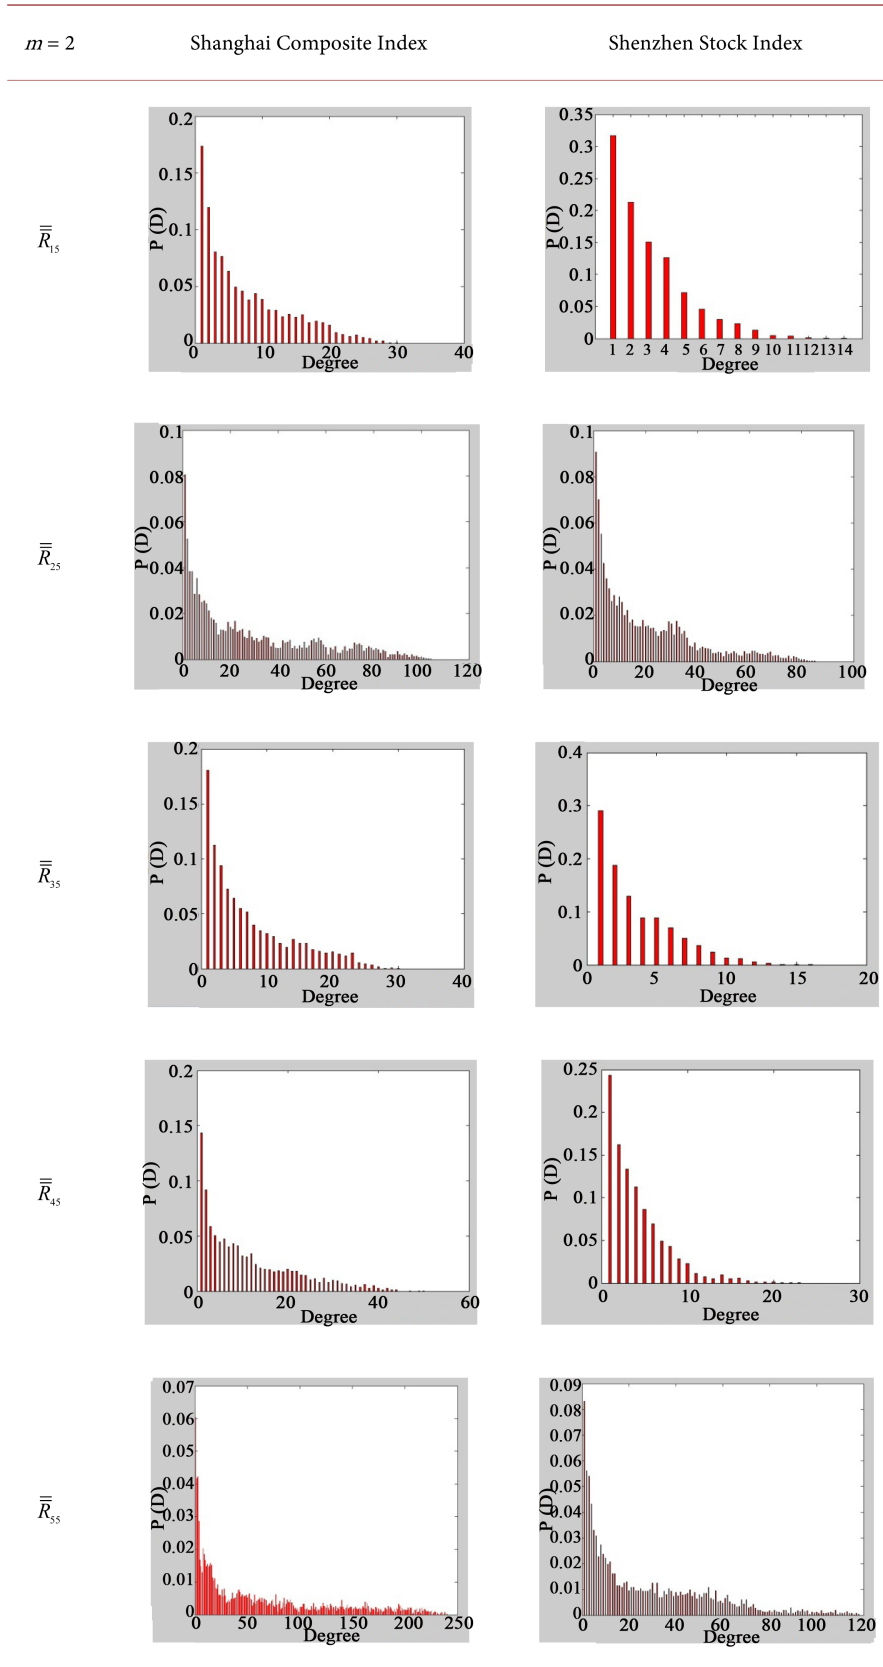 m = 2 Shanghai Composite Index Shenzhen Stock Index
R̿15
0.2
0.15
0.1
0.05
0
P (D)
0 10 20 30 40
Degree
0.35
0.3
0.25
0.2
0.15
0.1
0.05
0
P (D)
1 2 3 4 5 6 7 8 9 10 11 12 13 14
Degree
R̿25
0.1
0.08
0.06
0.04
0.02
0
P (D)
0 20 40 60 80 100 120
Degree
0.1
0.08
0.06
0.04
0.02
0
P (D)
0 20 40 60 80 100
Degree
R̿35
0.2
0.15
0.1
0.05
0
P (D)
0 10 20 30 40
Degree
0.4
0.3
0.2
0.1
0
P (D)
0 5 10 15 20
Degree
R̿45
0.2
0.15
0.1
0.05
0
P (D)
0 20 40 60
Degree
0.25
0.2
0.15
0.1
0.05
0
P (D)
0 10 20 30
Degree
R̿55
0.07
0.06
0.05
0.04
0.03
0.02
0.01
0
P (D)
0 50 100 150 200 250
Degree
0.09
0.08
0.07
0.06
0.05
0.04
0.03
0.02
0.01
0
P (D)
0 20 40 60 80 100 120
Degree